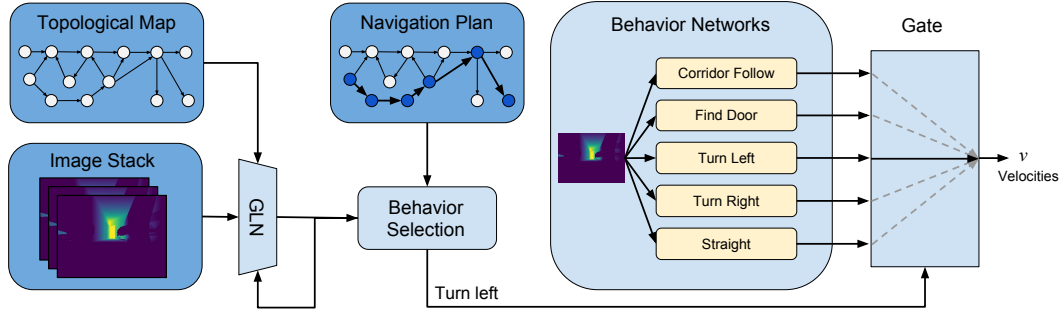 Topological Map
Navigation Plan
Behavior Networks
Gate
Corridor Follow
Find Door
Image Stack
Turn Left
v
Velocities
GLN
Behavior
Selection
Turn Right
Straight
Turn left